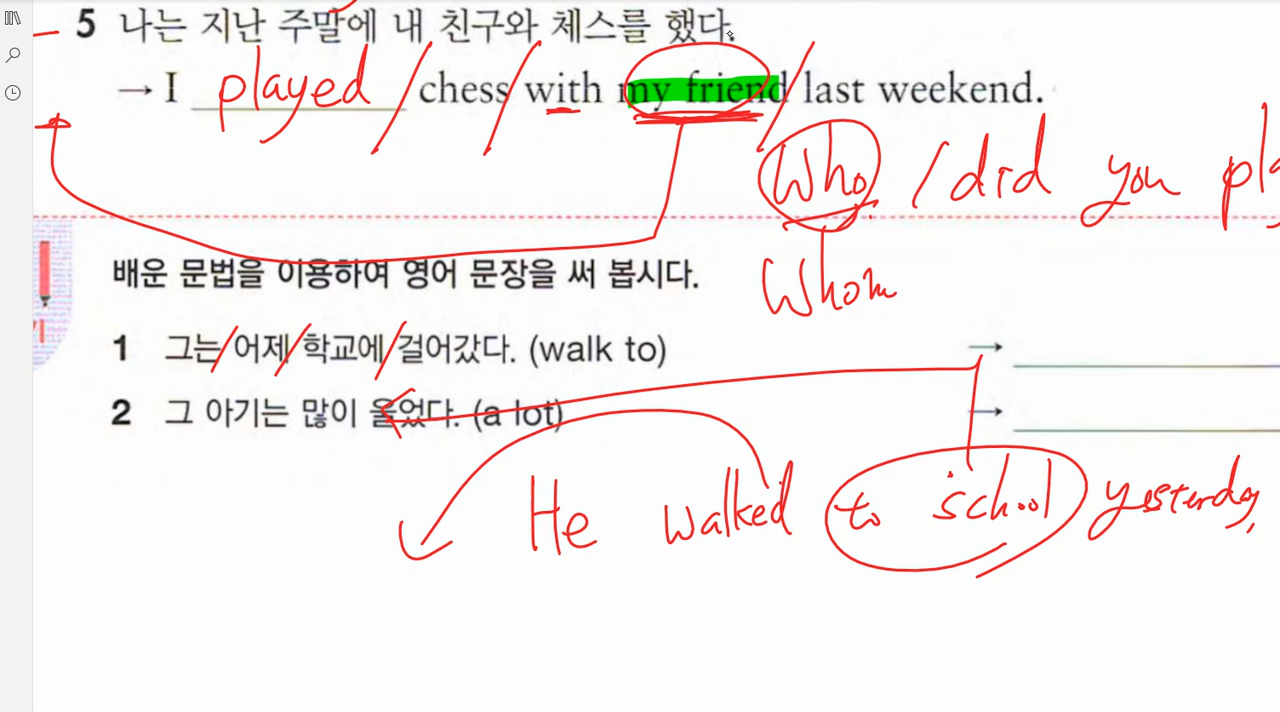 5 나는 지난 주말에 내 친구와 체스를 했다.
→ I played chess with my friend last weekend.
Who / did you pla
Whom
배운 문법을 이용하여 영어 문장을 써 봅시다.
1 그는/어제/학교에/걸어갔다. (walk to) →
2 그 아기는 많이 울었다. (a lot) →
He walked to school yesterday,